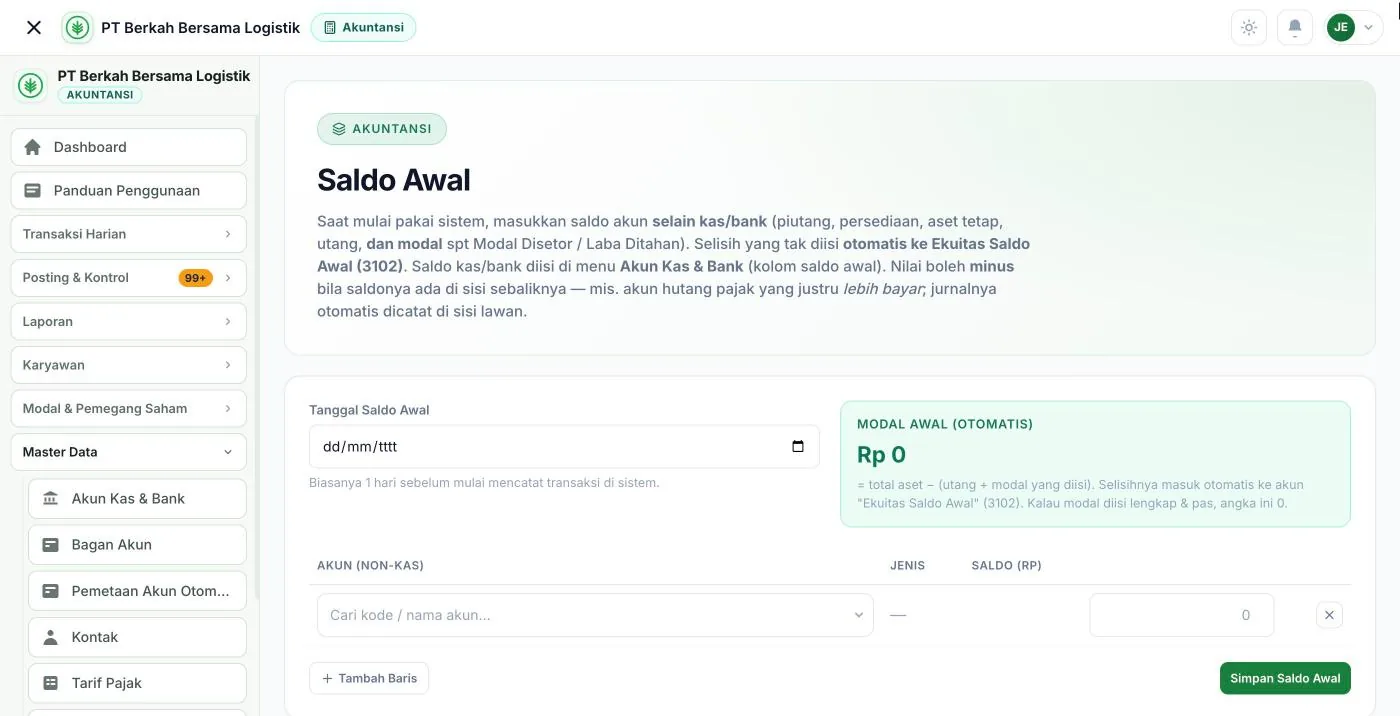 PT Berkah Bersama Logistik
Akuntansi
JE
PT Berkah Bersama Logistik
AKUNTANSI
Dashboard
Panduan Penggunaan
Transaksi Harian
Posting & Kontrol 99+
Laporan
Karyawan
Modal & Pemegang Saham
Master Data
Akun Kas & Bank
Bagan Akun
Pemetaan Akun Otom...
Kontak
Tarif Pajak
AKUNTANSI
Saldo Awal
Saat mulai pakai sistem, masukkan saldo akun selain kas/bank (piutang, persediaan, aset tetap,
utang, dan modal spt Modal Disetor / Laba Ditahan). Selisih yang tak diisi otomatis ke Ekuitas Saldo
Awal (3102). Saldo kas/bank diisi di menu Akun Kas & Bank (kolom saldo awal). Nilai boleh minus
bila saldonya ada di sisi sebaliknya — mis. akun hutang pajak yang justru lebih bayar; jurnalnya
otomatis dicatat di sisi lawan.
Tanggal Saldo Awal
dd/mm/tttt
Biasanya 1 hari sebelum mulai mencatat transaksi di sistem.
MODAL AWAL (OTOMATIS)
Rp 0
= total aset − (utang + modal yang diisi). Selisihnya masuk otomatis ke akun
"Ekuitas Saldo Awal" (3102). Kalau modal diisi lengkap & pas, angka ini 0.
AKUN (NON-KAS) JENIS SALDO (RP)
Cari kode / nama akun... — 0
+ Tambah Baris
Simpan Saldo Awal